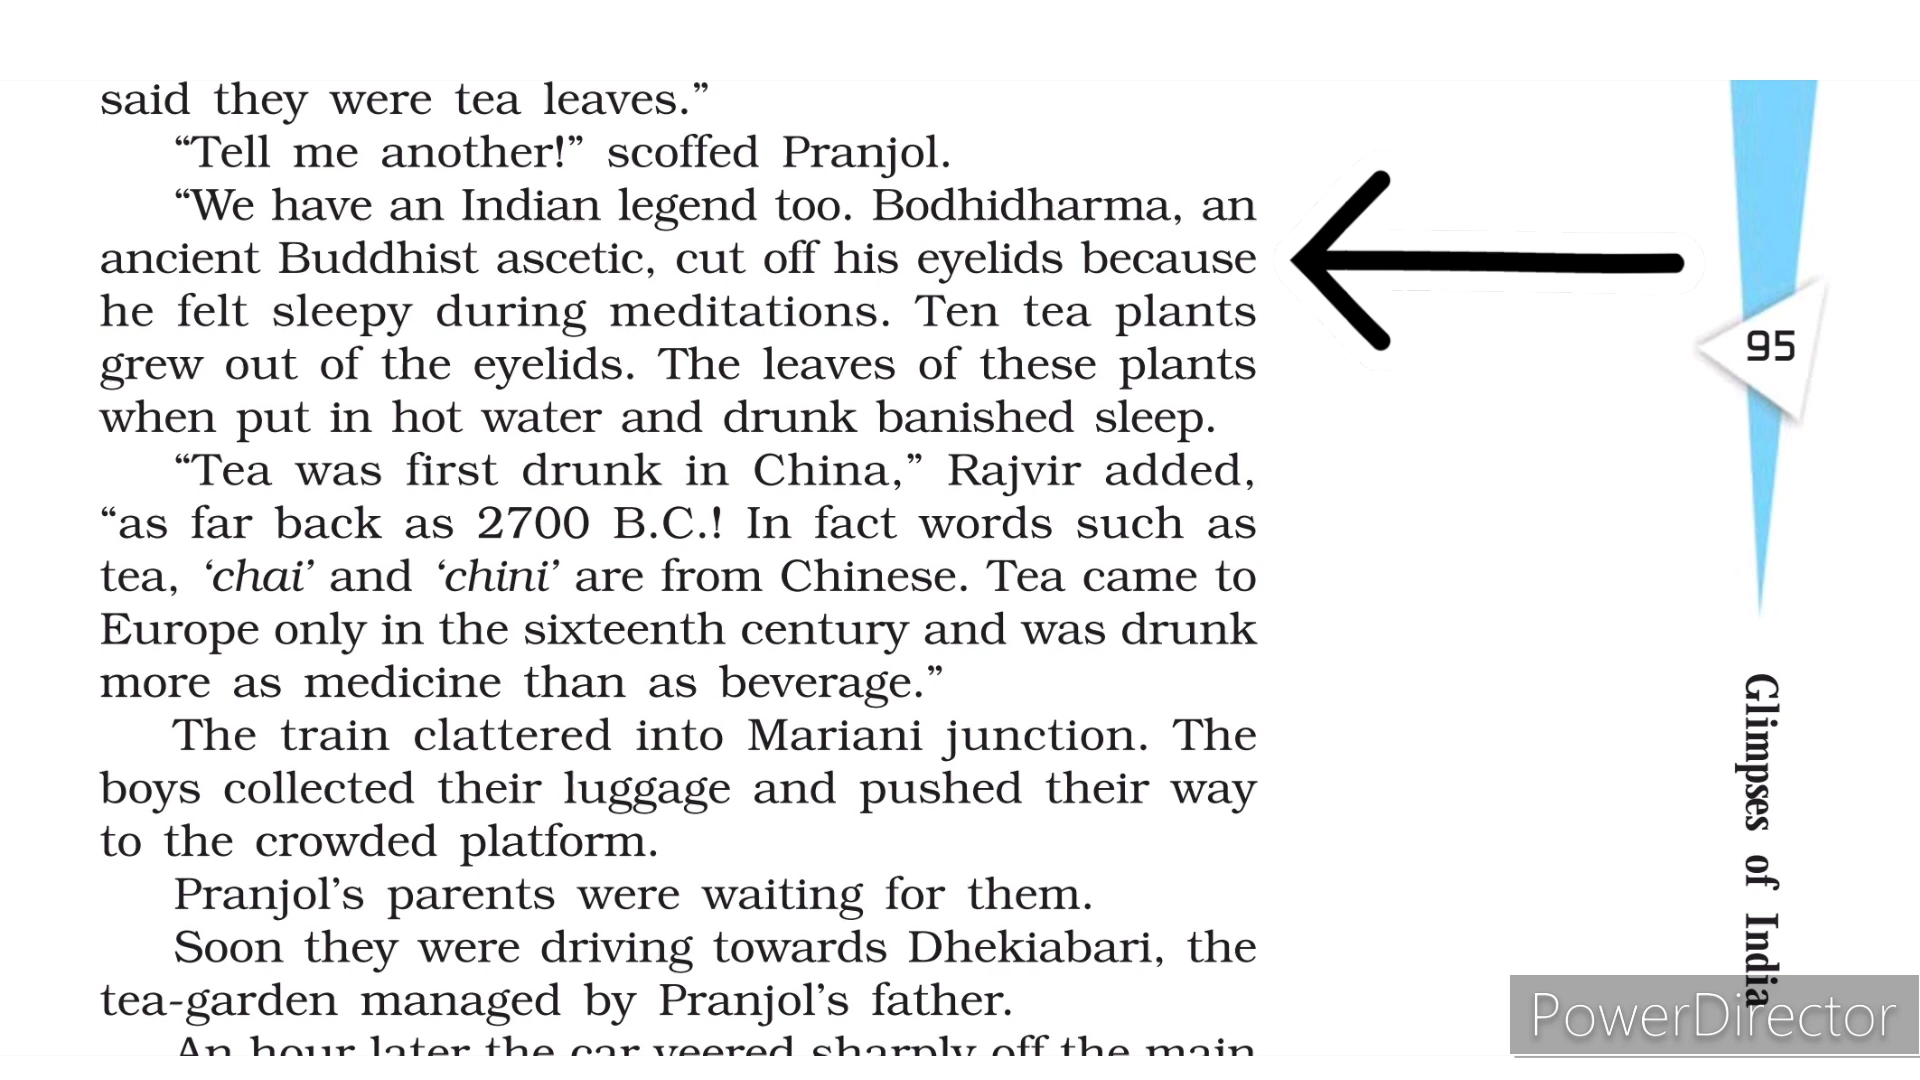 said they were tea leaves.”
“Tell me another!” scoffed Pranjol.
“We have an Indian legend too. Bodhidharma, an
ancient Buddhist ascetic, cut off his eyelids because
he felt sleepy during meditations. Ten tea plants
grew out of the eyelids. The leaves of these plants
when put in hot water and drunk banished sleep.
“Tea was first drunk in China,” Rajvir added,
“as far back as 2700 B.C.! In fact words such as
tea, ‘chai’ and ‘chini’ are from Chinese. Tea came to
Europe only in the sixteenth century and was drunk
more as medicine than as beverage.”
The train clattered into Mariani junction. The
boys collected their luggage and pushed their way
to the crowded platform.
Pranjol’s parents were waiting for them.
Soon they were driving towards Dhekiabari, the
tea-garden managed by Pranjol’s father.
An hour later the car veered sharply off the main
95
Glimpses of India
PowerDirector